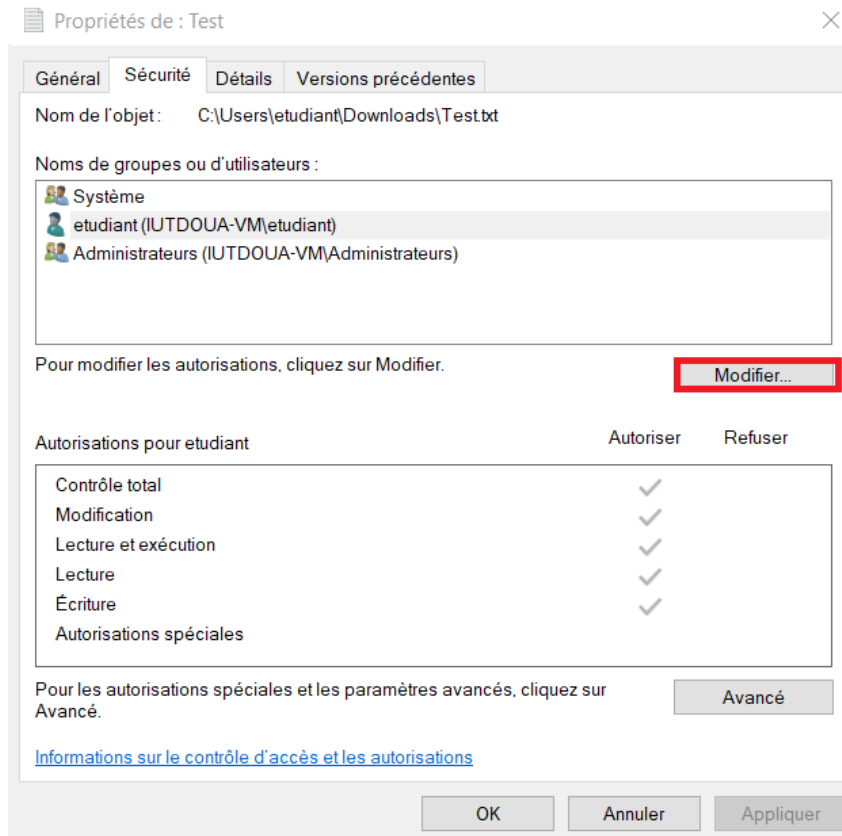 Propriétés de : Test
Général Sécurité Détails Versions précédentes
Nom de l'objet : C:\Users\etudiant\Downloads\Test.txt
Noms de groupes ou d'utilisateurs :
Système
etudiant (IUTDOUA-VM\etudiant)
Administrateurs (IUTDOUA-VM\Administrateurs)
Pour modifier les autorisations, cliquez sur Modifier.
Modifier...
Autorisations pour etudiant Autoriser Refuser
Contrôle total
Modification
Lecture et exécution
Lecture
Écriture
Autorisations spéciales
Pour les autorisations spéciales et les paramètres avancés, cliquez sur
Avancé.
Avancé
Informations sur le contrôle d'accès et les autorisations
OK Annuler Appliquer